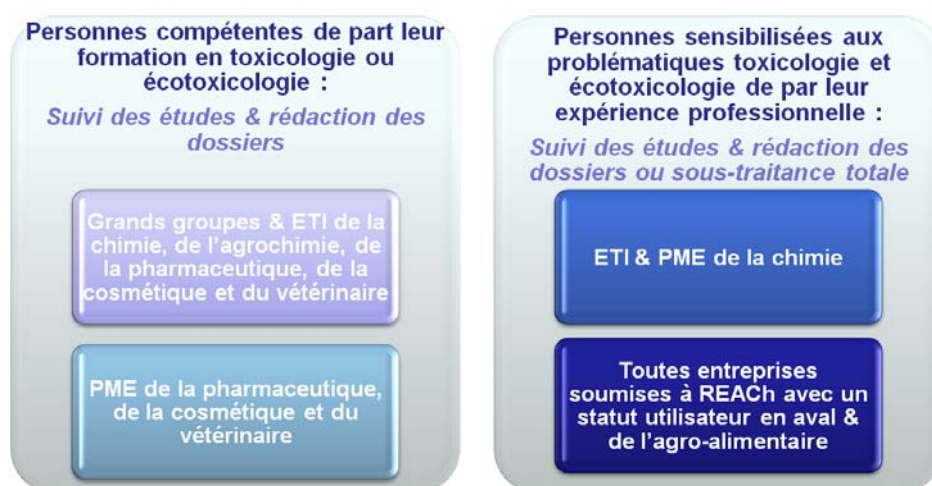 Personnes compétentes de part leur
formation en toxicologie ou
écotoxicologie :
Suivi des études & rédaction des
dossiers
Grands groupes & ETI de la
chimie, de l'agrochimie, de
la pharmaceutique, de la
cosmétique et du vétérinaire
PME de la pharmaceutique,
de la cosmétique et du
vétérinaire
Personnes sensibilisées aux
problématiques toxicologie et
écotoxicologie de par leur
expérience professionnelle :
Suivi des études & rédaction des
dossiers ou sous-traitance totale
ETI & PME de la chimie
Toutes entreprises
soumises à REACh avec un
statut utilisateur en aval &
de l'agro-alimentaire